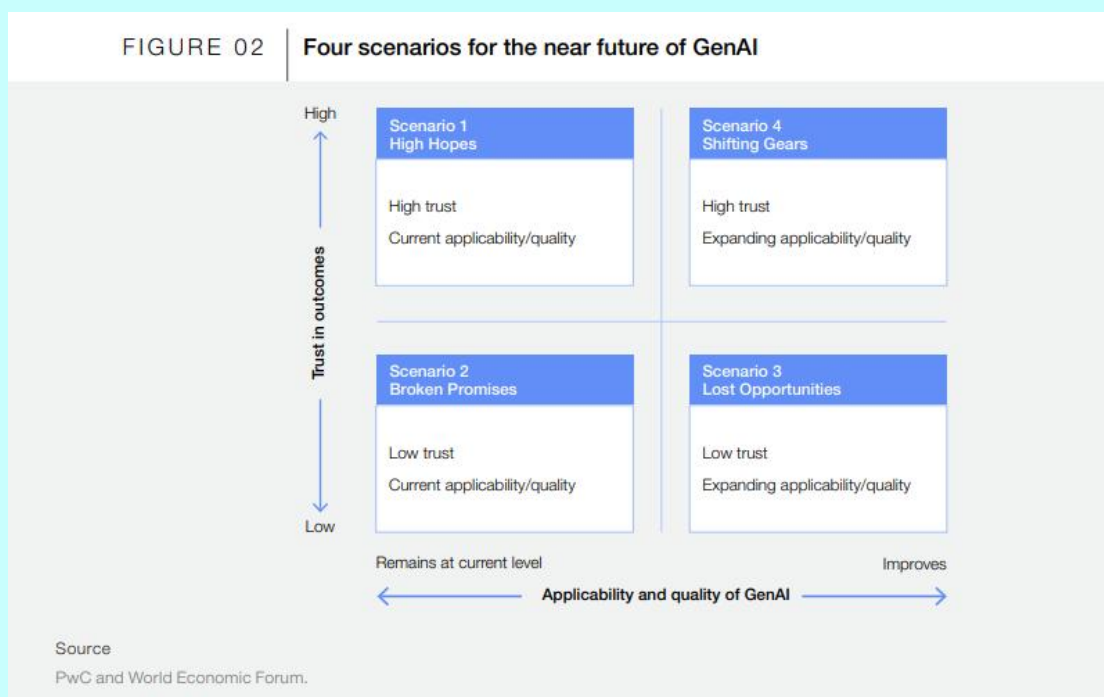 FIGURE 02
Four scenarios for the near future of GenAI
High
Trust in outcomes
Low
Scenario 1
High Hopes
High trust
Current applicability/quality
Scenario 4
Shifting Gears
High trust
Expanding applicability/quality
Scenario 2
Broken Promises
Low trust
Current applicability/quality
Scenario 3
Lost Opportunities
Low trust
Expanding applicability/quality
Remains at current level
Improves
Applicability and quality of GenAI
Source
PwC and World Economic Forum.